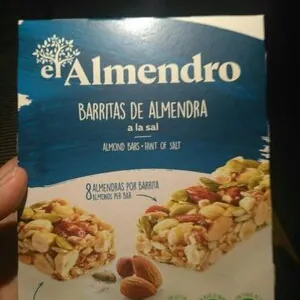 el Almendro
BARRITAS DE ALMENDRA
a la sal
ALMOND BARS • HINT OF SALT
8 ALMENDRAS POR BARRITA
ALMONDS PER BAR